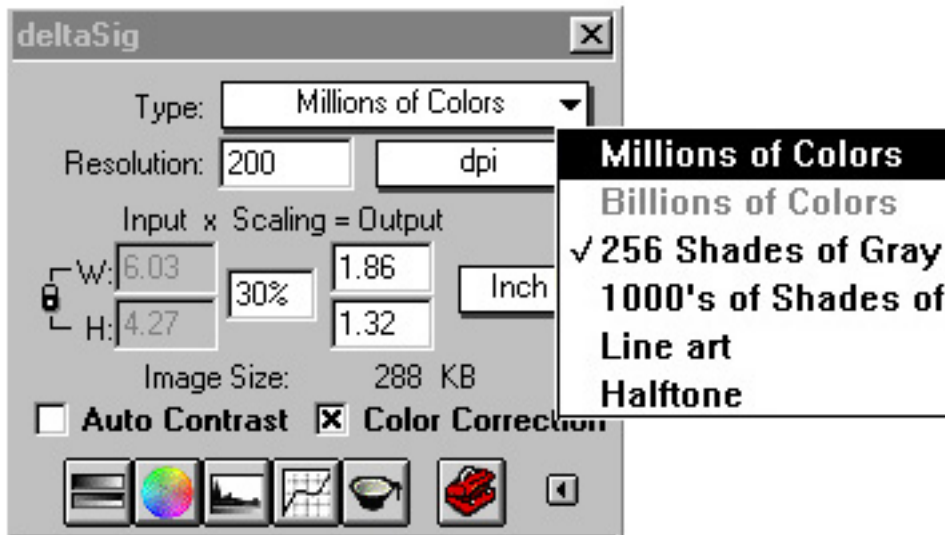 deltaSig
Type: Millions of Colors
Resolution: 200 dpi
Input x Scaling = Output
W: 6.03 30% 1.86 Inch
H: 4.27 1.32
Image Size: 288 KB
Auto Contrast Color Correction
Millions of Colors
Billions of Colors
✓ 256 Shades of Gray
1000's of Shades of
Line art
Halftone